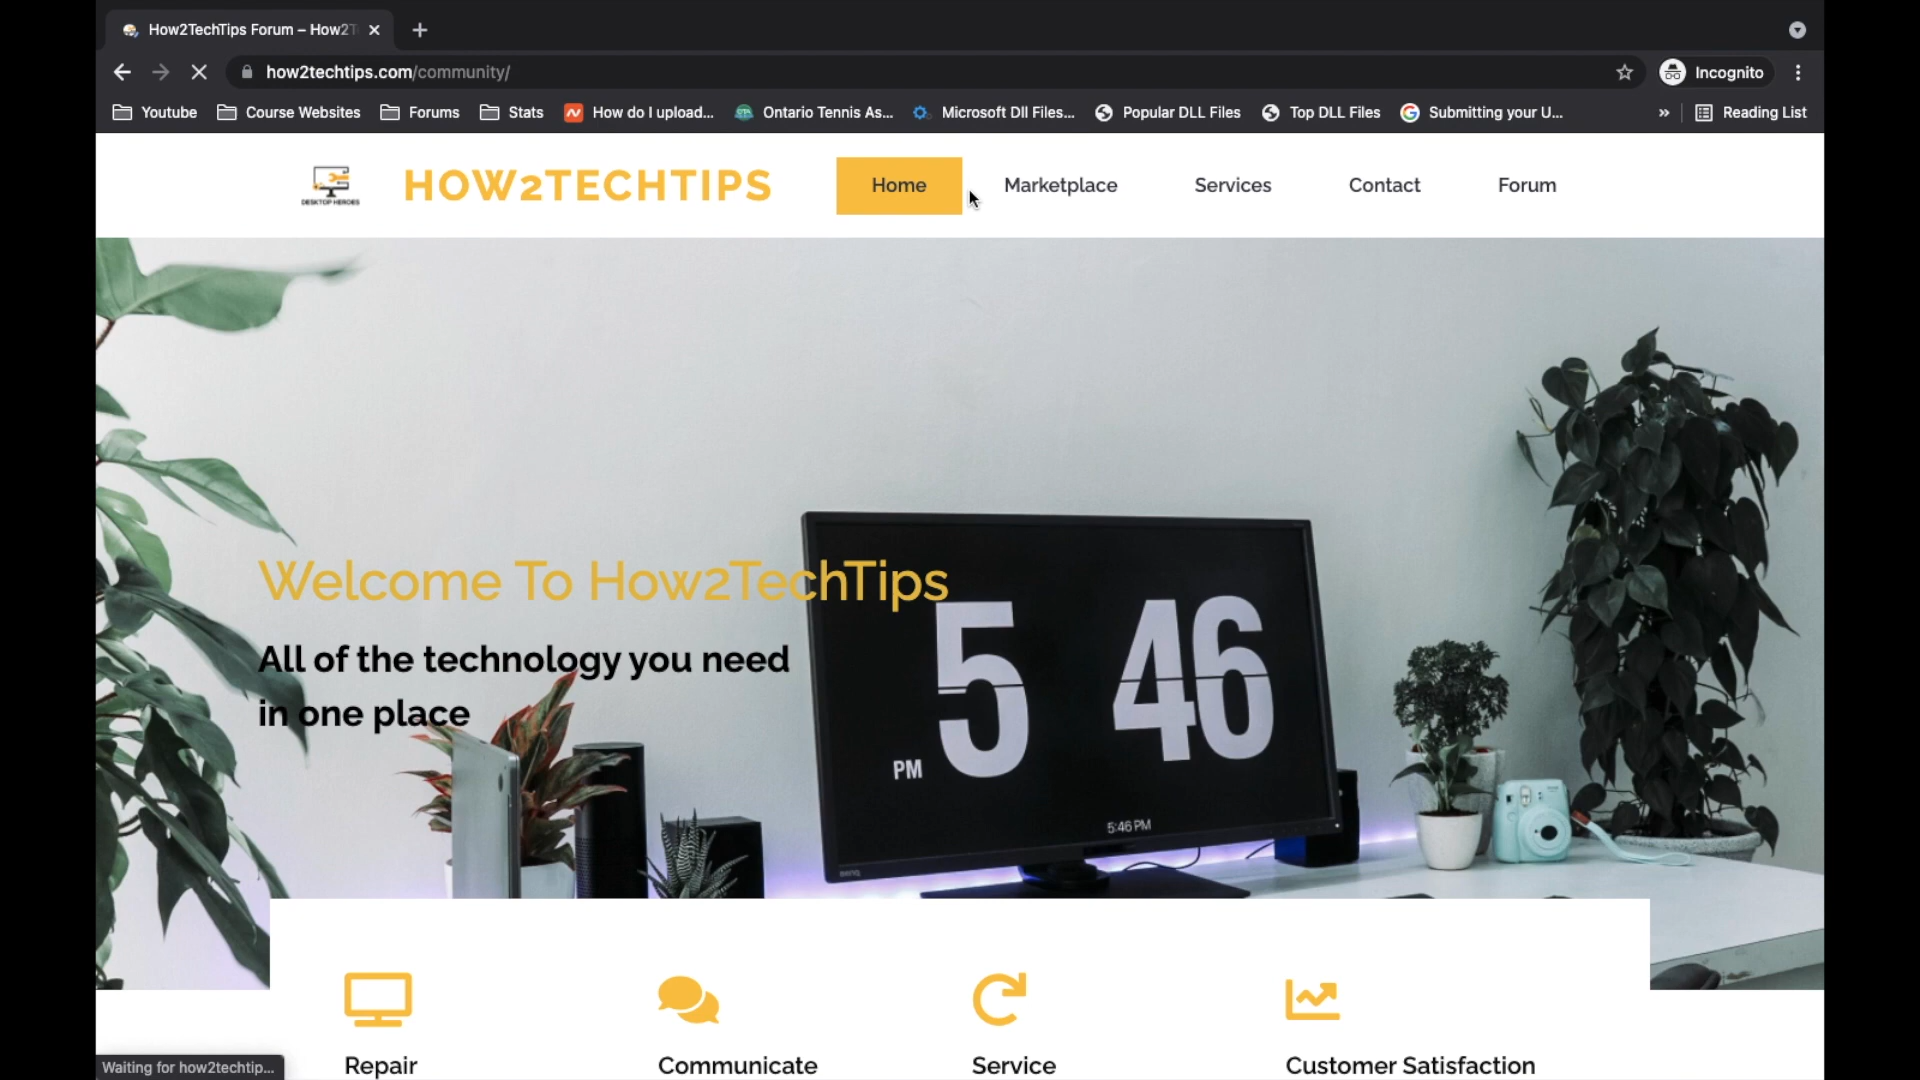 How2TechTips Forum – How2T
how2techtips.com/community/
Incognito
Youtube
Course Websites
Forums
Stats
How do I upload...
Ontario Tennis As...
Microsoft Dll Files...
Popular DLL Files
Top DLL Files
Submitting your U...
»
Reading List
DESKTOP HEROES
HOW2TECHTIPS
Home
Marketplace
Services
Contact
Forum
Welcome To How2TechTips
All of the technology you need
in one place
5 46
PM
5:46 PM
BenQ
Repair
Communicate
Service
Customer Satisfaction
Waiting for how2techtip...